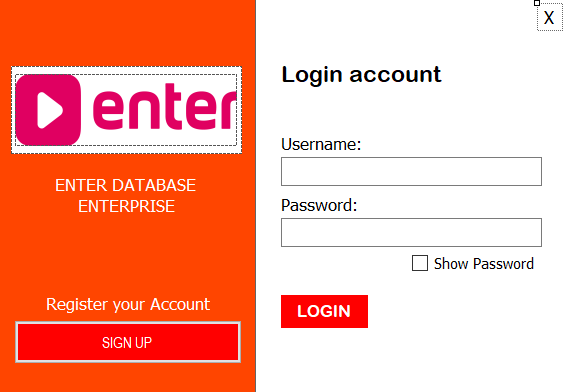 enter
ENTER DATABASE
ENTERPRISE
Register your Account
SIGN UP
X
Login account
Username:
Password:
Show Password
LOGIN